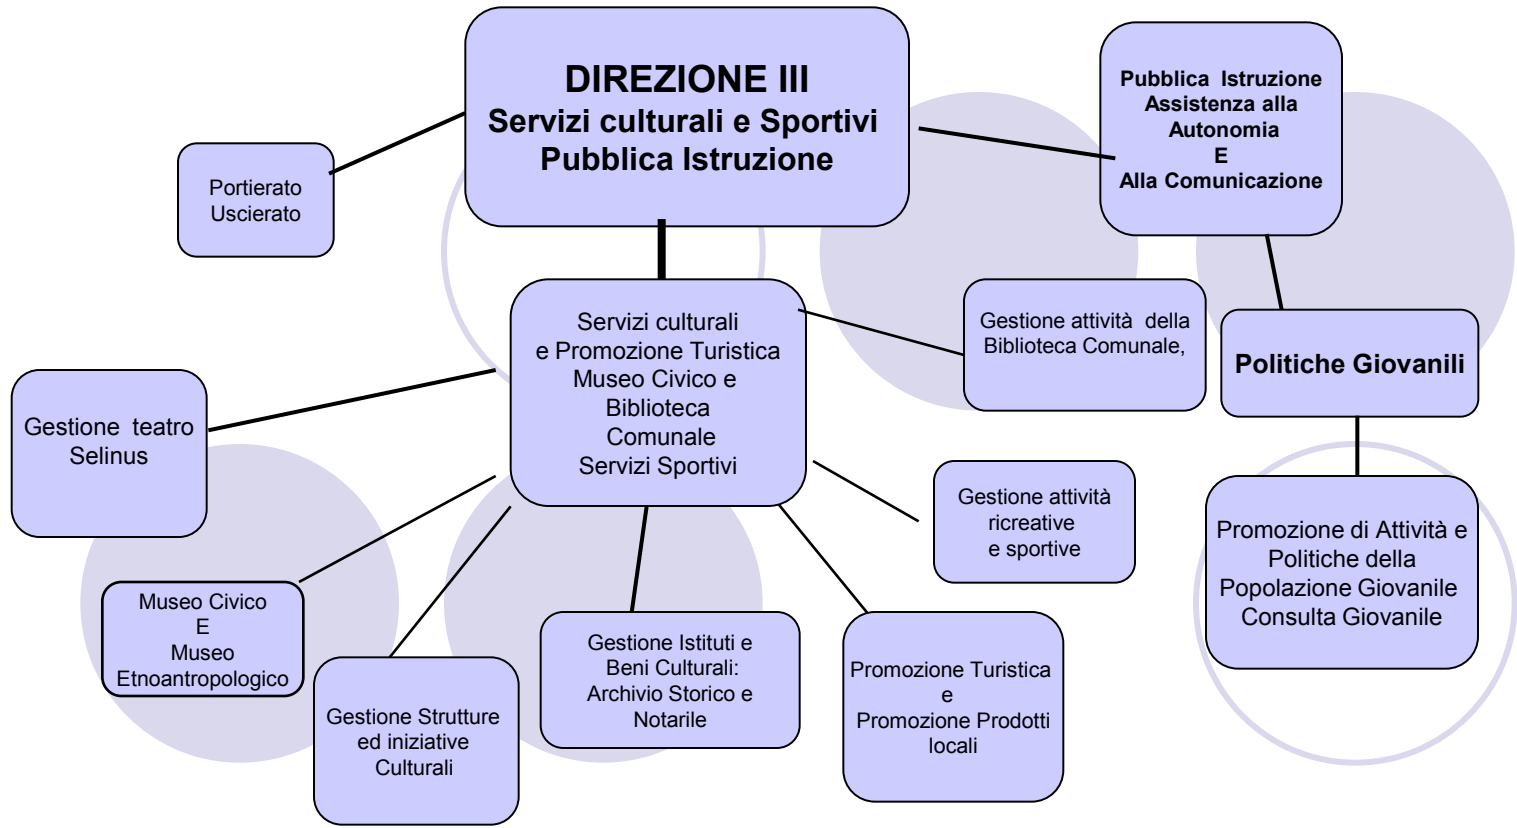 DIREZIONE III
Servizi culturali e Sportivi
Pubblica Istruzione
Pubblica Istruzione
Assistenza alla
Autonomia
E
Alla Comunicazione
Portierato
Uscierato
Servizi culturali
e Promozione Turistica
Museo Civico e
Biblioteca
Comunale
Servizi Sportivi
Gestione attività della
Biblioteca Comunale,
Politiche Giovanili
Gestione teatro
Selinus
Gestione attività
ricreative
e sportive
Promozione di Attività e
Politiche della
Popolazione Giovanile
Consulta Giovanile
Museo Civico
E
Museo
Etnoantropologico
Gestione Strutture
ed iniziative
Culturali
Gestione Istituti e
Beni Culturali:
Archivio Storico e
Notarile
Promozione Turistica
e
Promozione Prodotti
locali